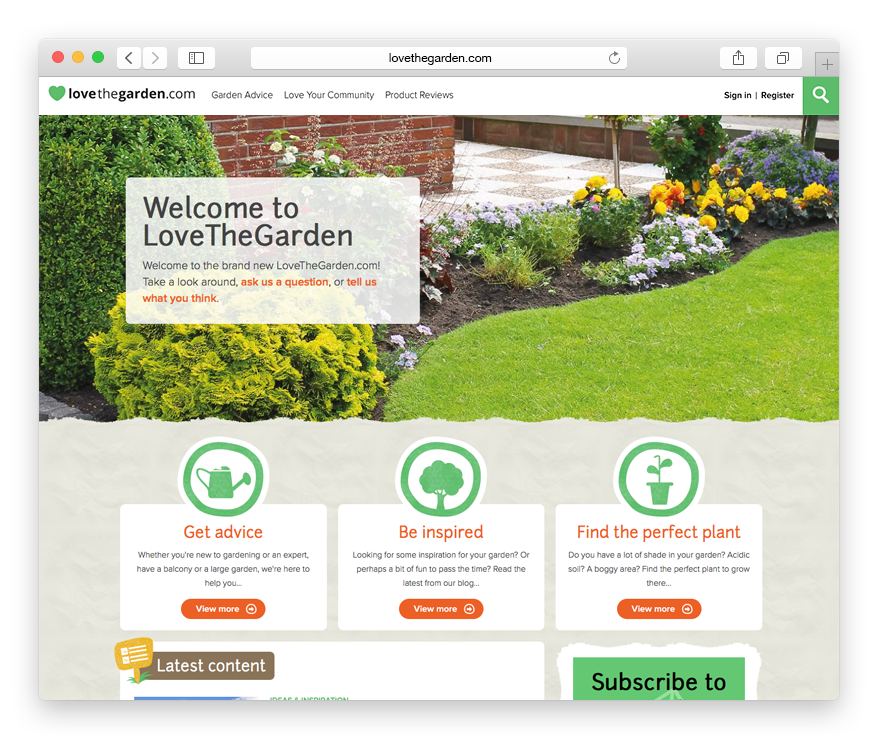 lovethegarden.com
lovethegarden.com
Garden Advice
Love Your Community
Product Reviews
Sign in | Register
Welcome to
LoveTheGarden
Welcome to the brand new LoveTheGarden.com!
Take a look around, ask us a question, or tell us
what you think.
Get advice
Whether you're new to gardening or an expert,
have a balcony or a large garden, we're here to
help you...
View more
Be inspired
Looking for some inspiration for your garden? Or
perhaps a bit of fun to pass the time? Read the
latest from our blog...
View more
Find the perfect plant
Do you have a lot of shade in your garden? Acidic
soil? A boggy area? Find the perfect plant to grow
there...
View more
Latest content
IDEAS & INSPIRATION
Subscribe to